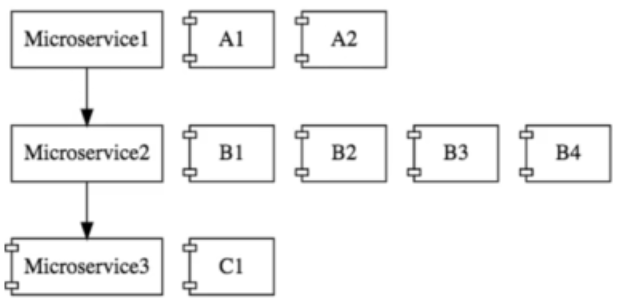 Microservice1 A1 A2
Microservice2 B1 B2 B3 B4
Microservice3 C1